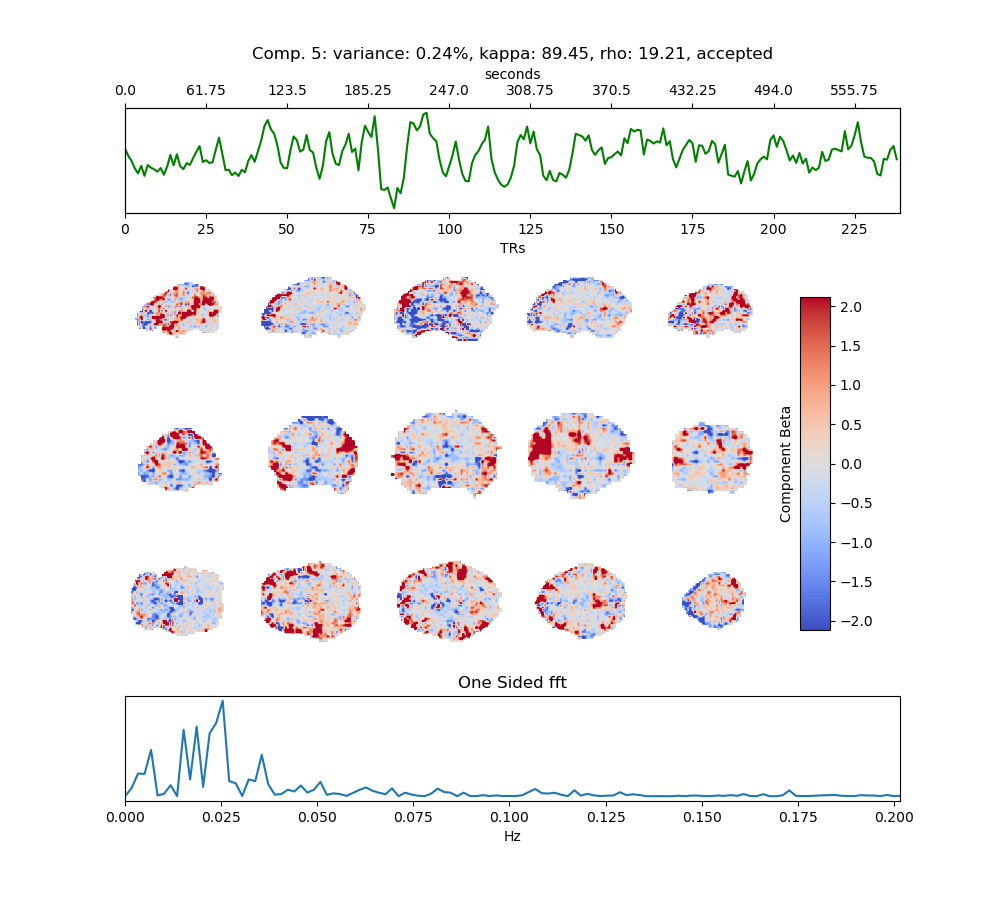 Comp. 5: variance: 0.24%, kappa: 89.45, rho: 19.21, accepted
seconds
0.0 61.75 123.5 185.25 247.0 308.75 370.5 432.25 494.0 555.75
0 25 50 75 100 125 150 175 200 225
TRs
2.0
1.5
1.0
0.5
0.0
−0.5
−1.0
−1.5
−2.0
Component Beta
One Sided fft
0.000 0.025 0.050 0.075 0.100 0.125 0.150 0.175 0.200
Hz